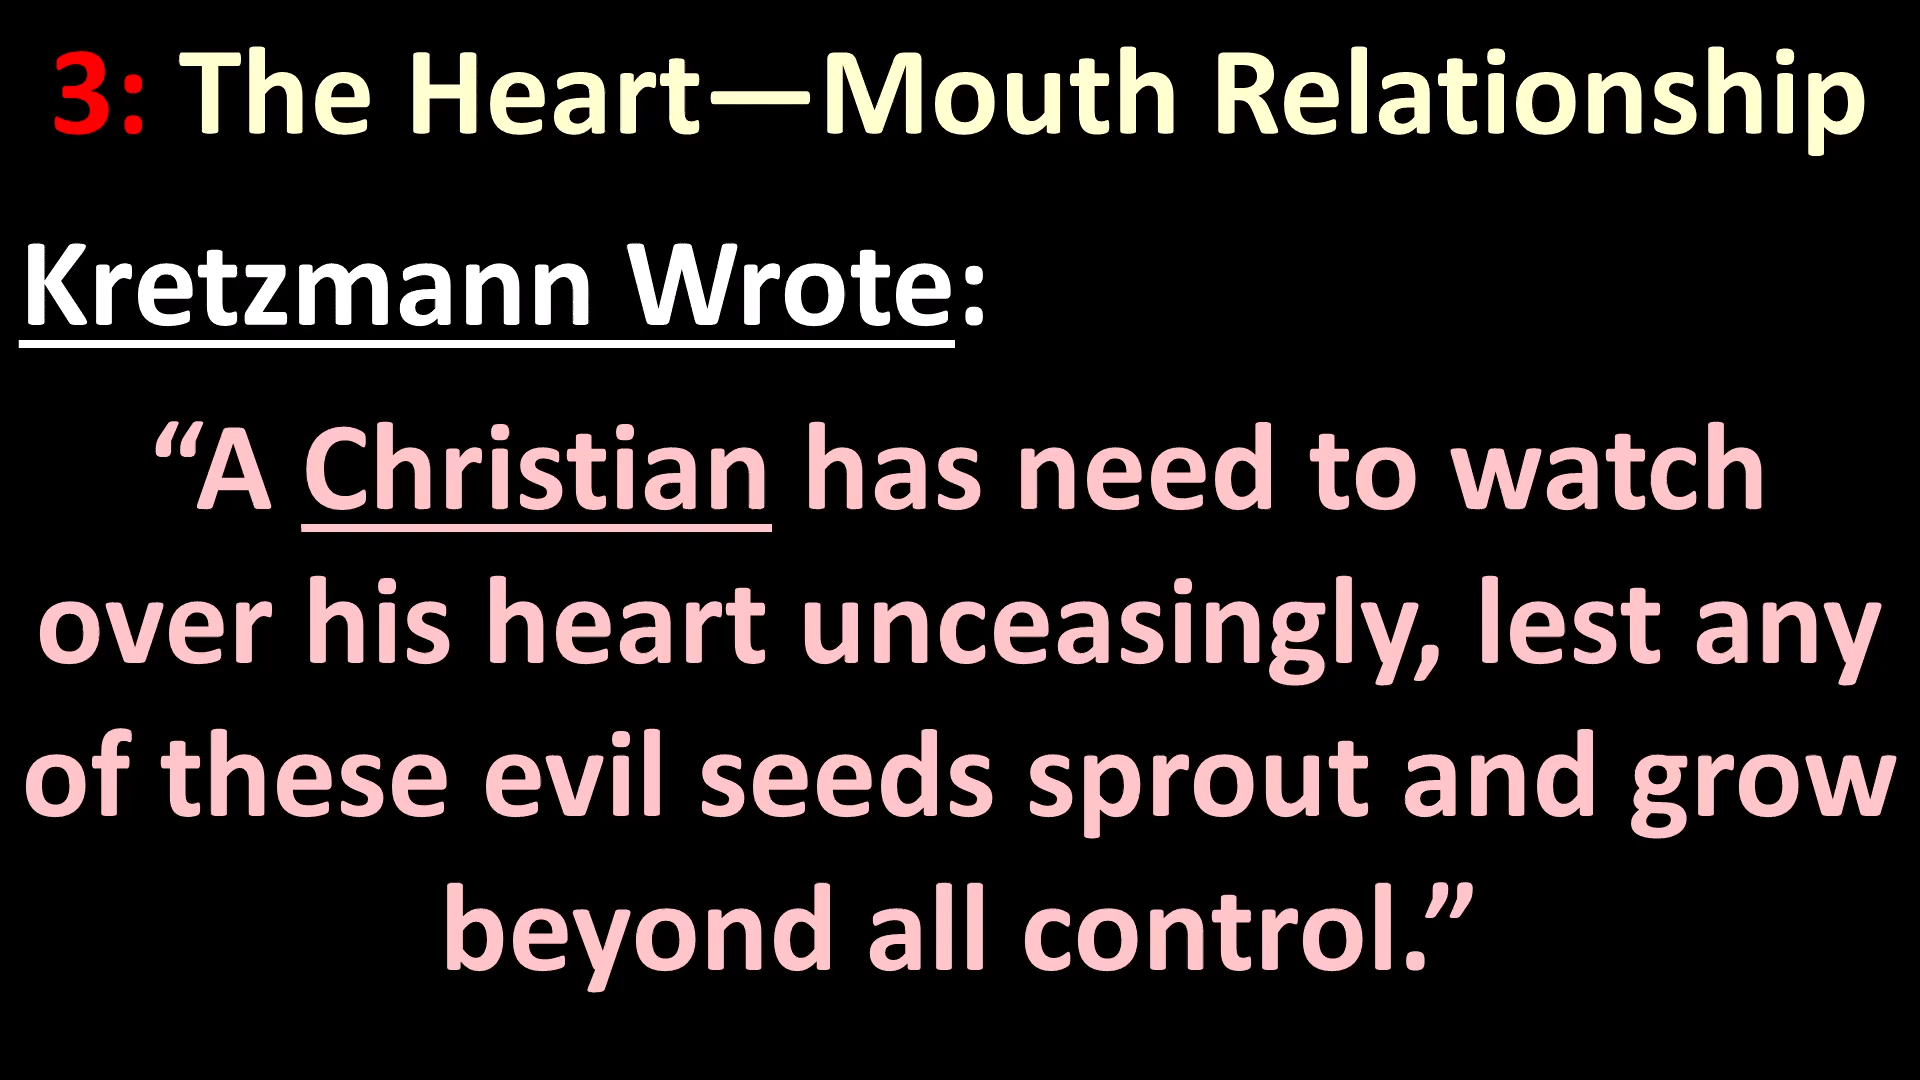 3: The Heart—Mouth Relationship
Kretzmann Wrote:
“A Christian has need to watch
over his heart unceasingly, lest any
of these evil seeds sprout and grow
beyond all control.”